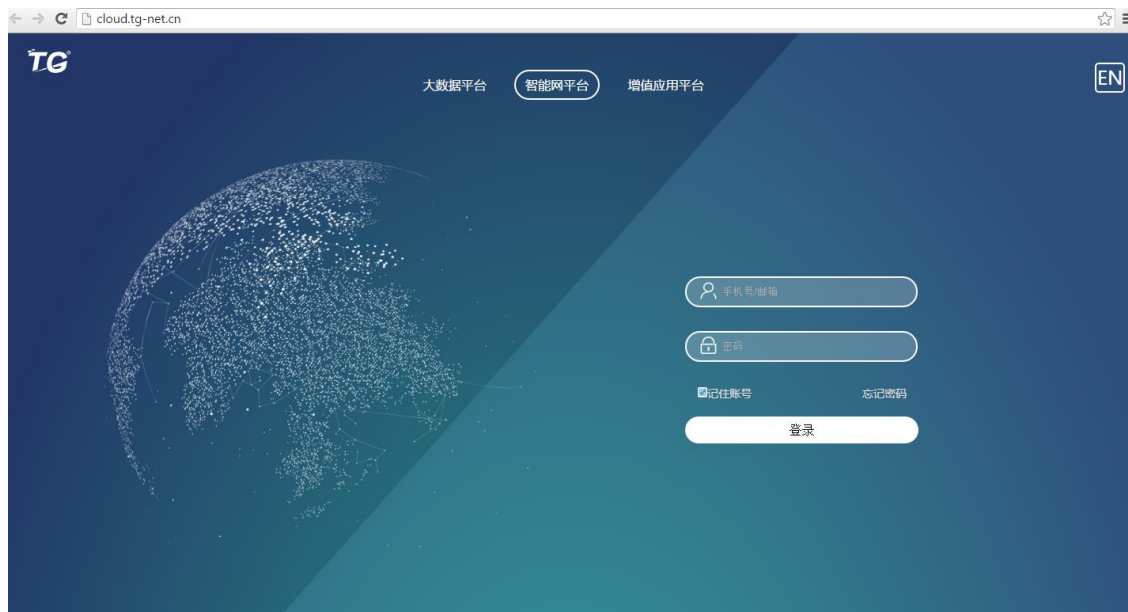 cloud.tg-net.cn
TG®
大数据平台 智能网平台 增值应用平台
EN
手机号/邮箱
密码
记住账号 忘记密码
登录